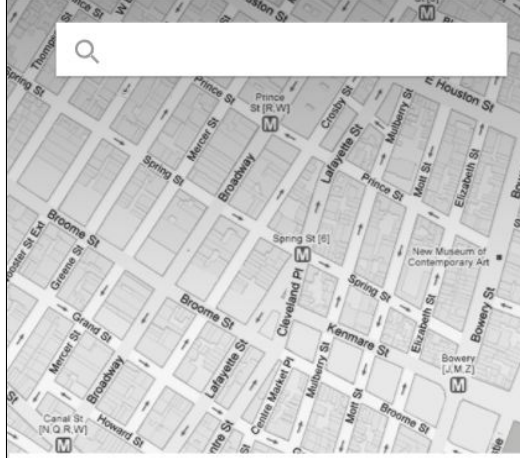 Thompson
W
Houston St
M
Spring St
Prince St
Prince
St [R,W]
M
Crosby St
Mulberry St
E Houston St
Mercer St
Broadway
Lafayette St
Prince St
Mott St
Elizabeth St
Spring St
Spring St [6]
M
New Museum of
Contemporary Art
Broome St
Wooster St Ext
Greene St
Broome St
Cleveland Pl
Spring St
Bowery St
Grand St
Kenmare St
Elizabeth St
Mercer St
Broadway
Lafayette St
Centre Market Pl
Mulberry St
Mott St
Bowery
[J,M,Z]
M
Broome St
Canal St
[N,Q,R,W]
M
Howard St
ntre St